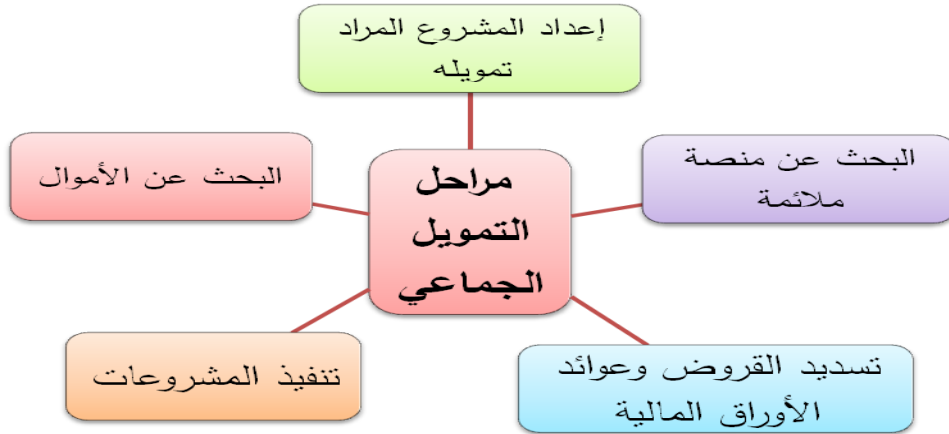 إعداد المشروع المراد
تمويله
البحث عن منصة
ملائمة
البحث عن الأموال
مراحل
التمويل
الجماعي
تسديد القروض وعوائد
الأوراق المالية
تنفيذ المشروعات